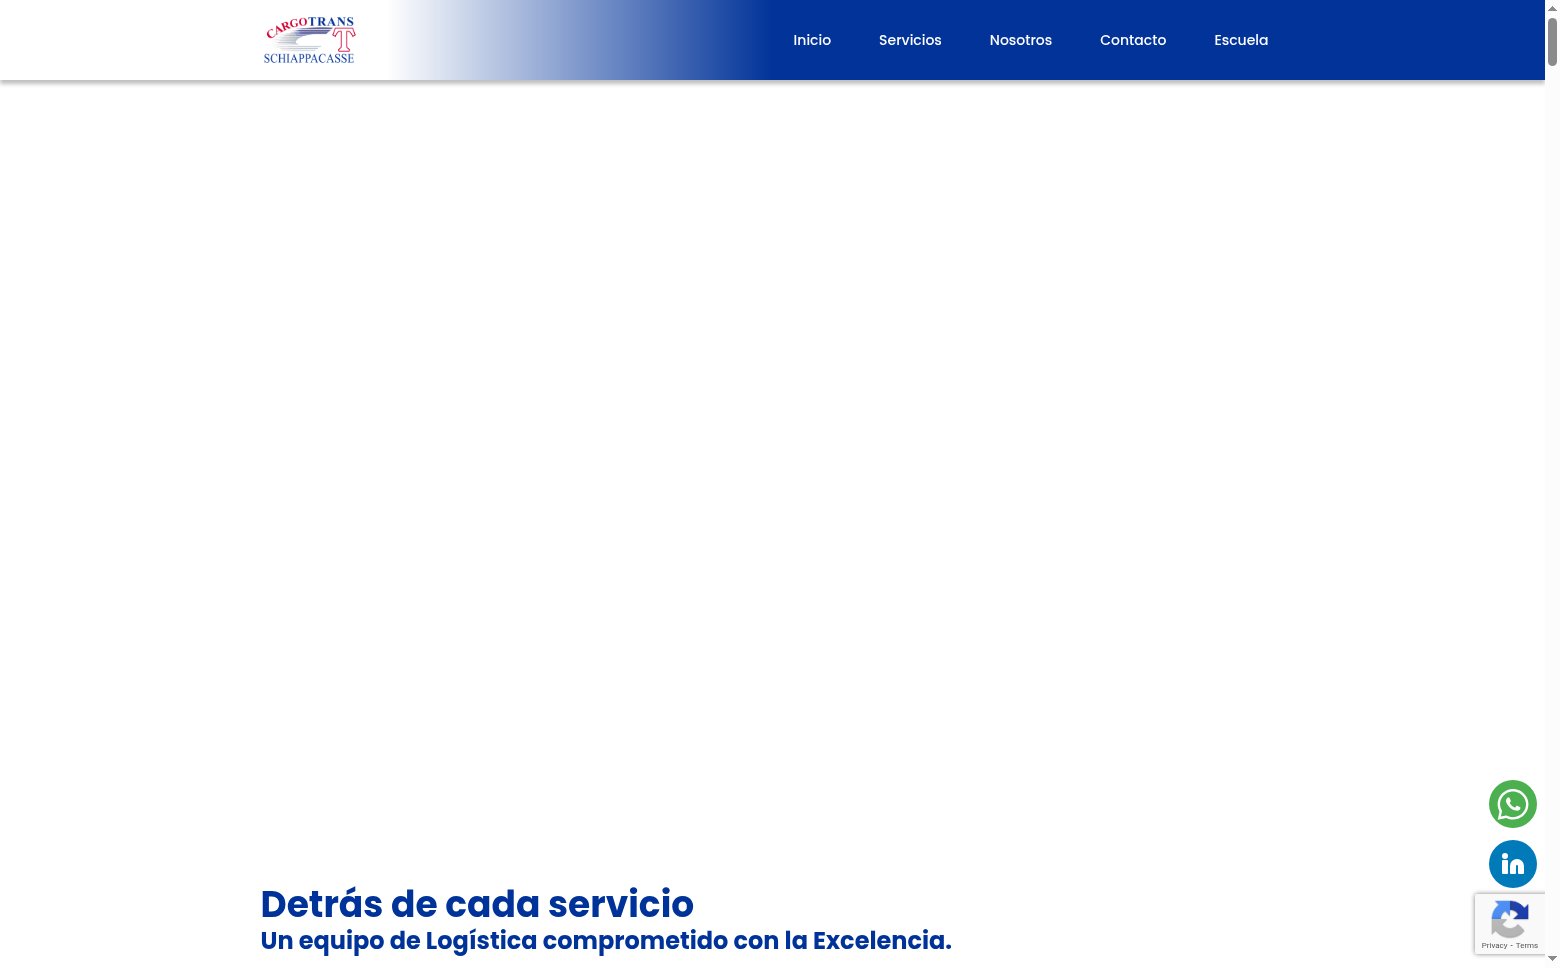 CARGOTRANS
T
SCHIAPPACASSE
Inicio
Servicios
Nosotros
Contacto
Escuela
Detrás de cada servicio
Un equipo de Logística comprometido con la Excelencia.
in
Privacy - Terms